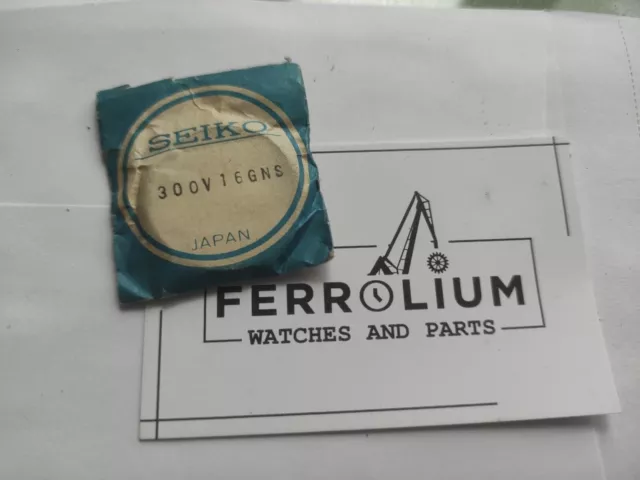 SEIKO
300V16GNS
JAPAN
FERROLIUM
WATCHES AND PARTS